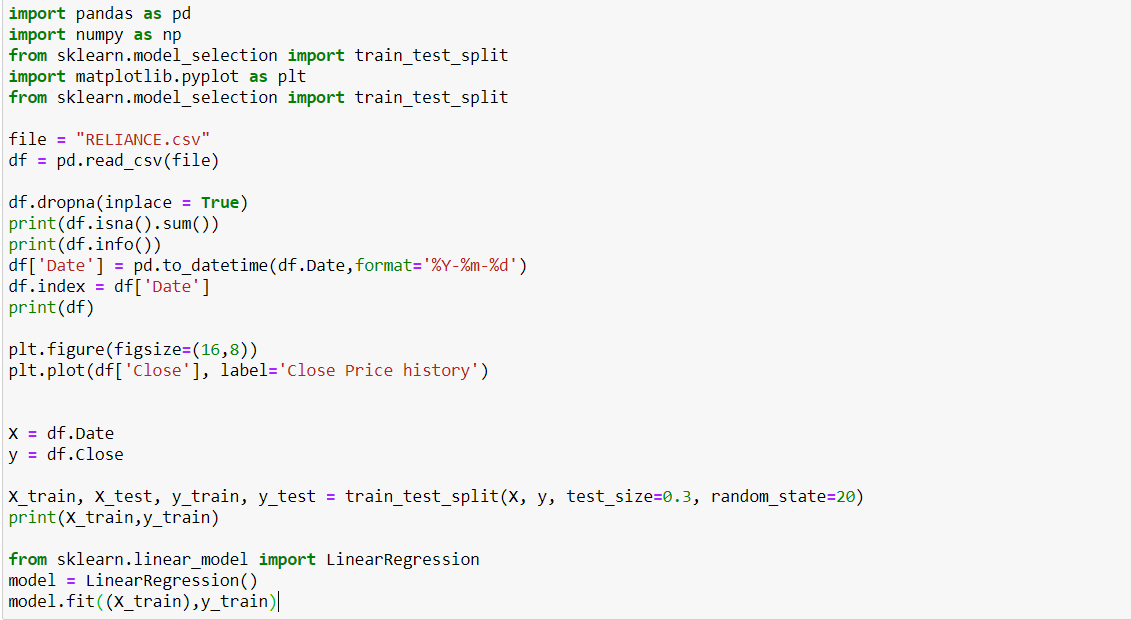 import pandas as pd
import numpy as np
from sklearn.model_selection import train_test_split
import matplotlib.pyplot as plt
from sklearn.model_selection import train_test_split
file = "RELIANCE.csv"
df = pd.read_csv(file)
df.dropna(inplace = True)
print(df.isna().sum())
print(df.info())
df['Date'] = pd.to_datetime(df.Date,format='%Y-%m-%d')
df.index = df['Date']
print(df)
plt.figure(figsize=(16,8))
plt.plot(df['Close'], label='Close Price history')
X = df.Date
y = df.Close
X_train, X_test, y_train, y_test = train_test_split(X, y, test_size=0.3, random_state=20)
print(X_train,y_train)
from sklearn.linear_model import LinearRegression
model = LinearRegression()
model.fit((X_train),y_train)